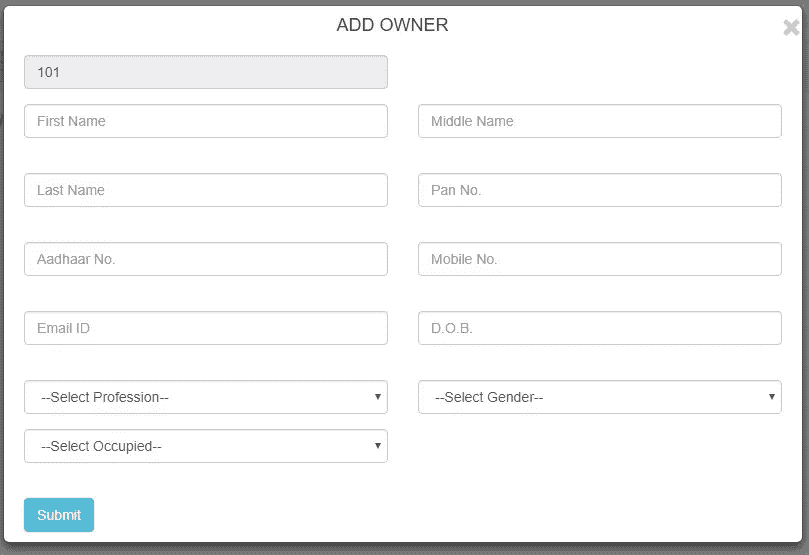 ADD OWNER
101
First Name
Middle Name
Last Name
Pan No.
Aadhaar No.
Mobile No.
Email ID
D.O.B.
--Select Profession--
--Select Gender--
--Select Occupied--
Submit